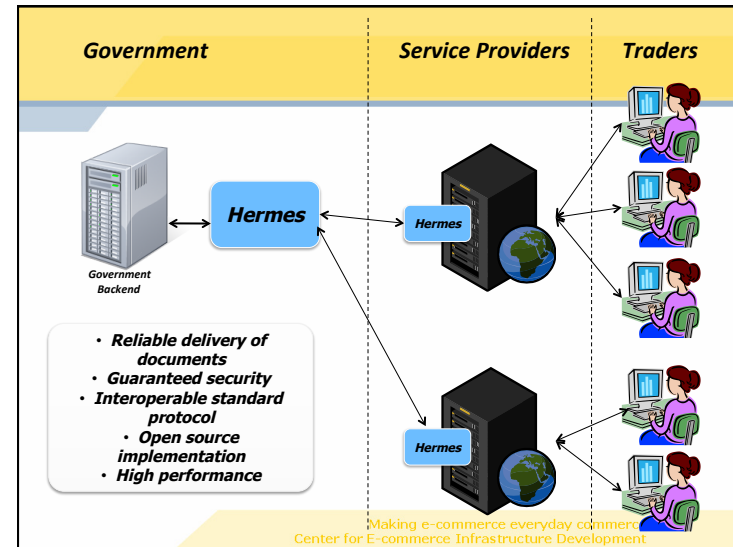 Government
Service Providers
Traders
Hermes
Hermes
Government
Backend
• Reliable delivery of
documents
• Guaranteed security
• Interoperable standard
protocol
• Open source
implementation
• High performance
Hermes
Making e-commerce everyday commerc
Center for E-commerce Infrastructure Development